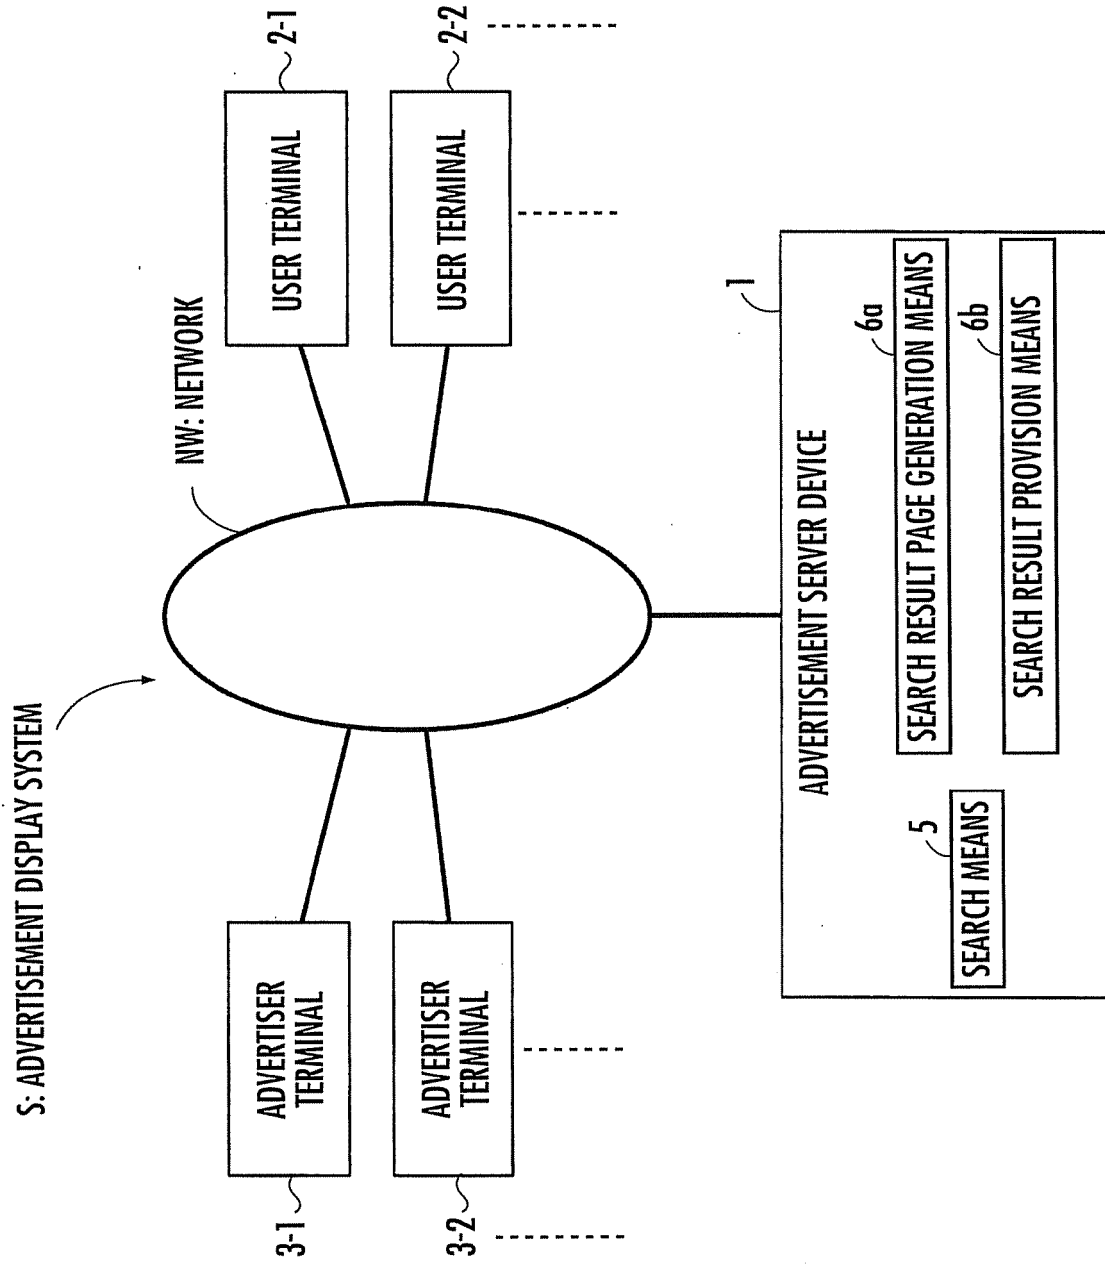 S: ADVERTISEMENT DISPLAY SYSTEM
NW: NETWORK
3-1
ADVERTISER
TERMINAL
USER TERMINAL
2-1
3-2
ADVERTISER
TERMINAL
USER TERMINAL
2-2
1
ADVERTISEMENT SERVER DEVICE
5
SEARCH MEANS
6a
SEARCH RESULT PAGE GENERATION MEANS
6b
SEARCH RESULT PROVISION MEANS